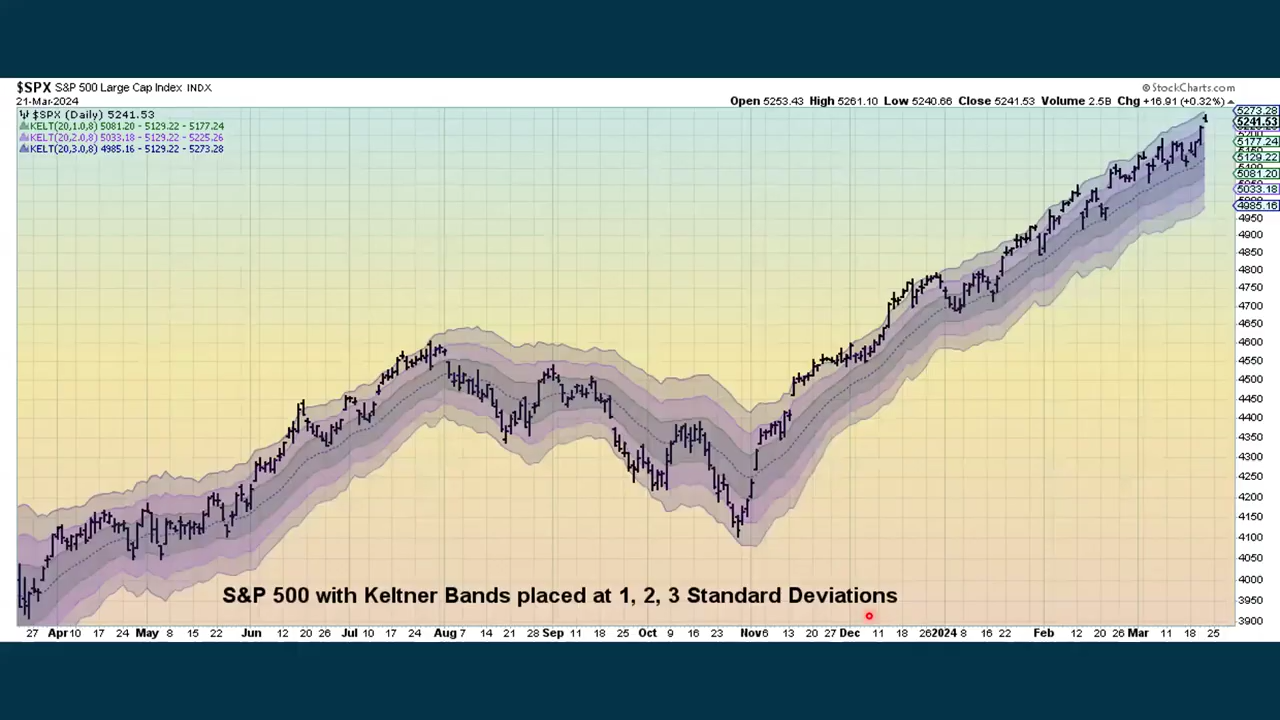 $SPX S&P 500 Large Cap Index INDX
© StockCharts.com
21-Mar-2024
Open 5253.43 High 5261.10 Low 5240.66 Close 5241.53 Volume 2.5B Chg +16.91 (+0.32%)
$SPX (Daily) 5241.53
KELT(20,1.0,8) 5081.20 - 5129.22 - 5177.24
KELT(20,2.0,8) 5033.18 - 5129.22 - 5225.26
KELT(20,3.0,8) 4985.16 - 5129.22 - 5273.28
5273.28
5241.53
5177.24
5129.22
5081.20
5033.18
4985.16
4950
4900
4850
4800
4750
4700
4650
4600
4550
4500
4450
4400
4350
4300
4250
4200
4150
4100
4050
4000
3950
3900
S&P 500 with Keltner Bands placed at 1, 2, 3 Standard Deviations
27 Apr 10 17 24 May 8 15 22 Jun 12 20 26 Jul 10 17 24 Aug 7 14 21 28 Sep 11 18 25 Oct 9 16 23 Nov 6 13 20 27 Dec 11 18 26 2024 8 16 22 Feb 12 20 26 Mar 11 18 25